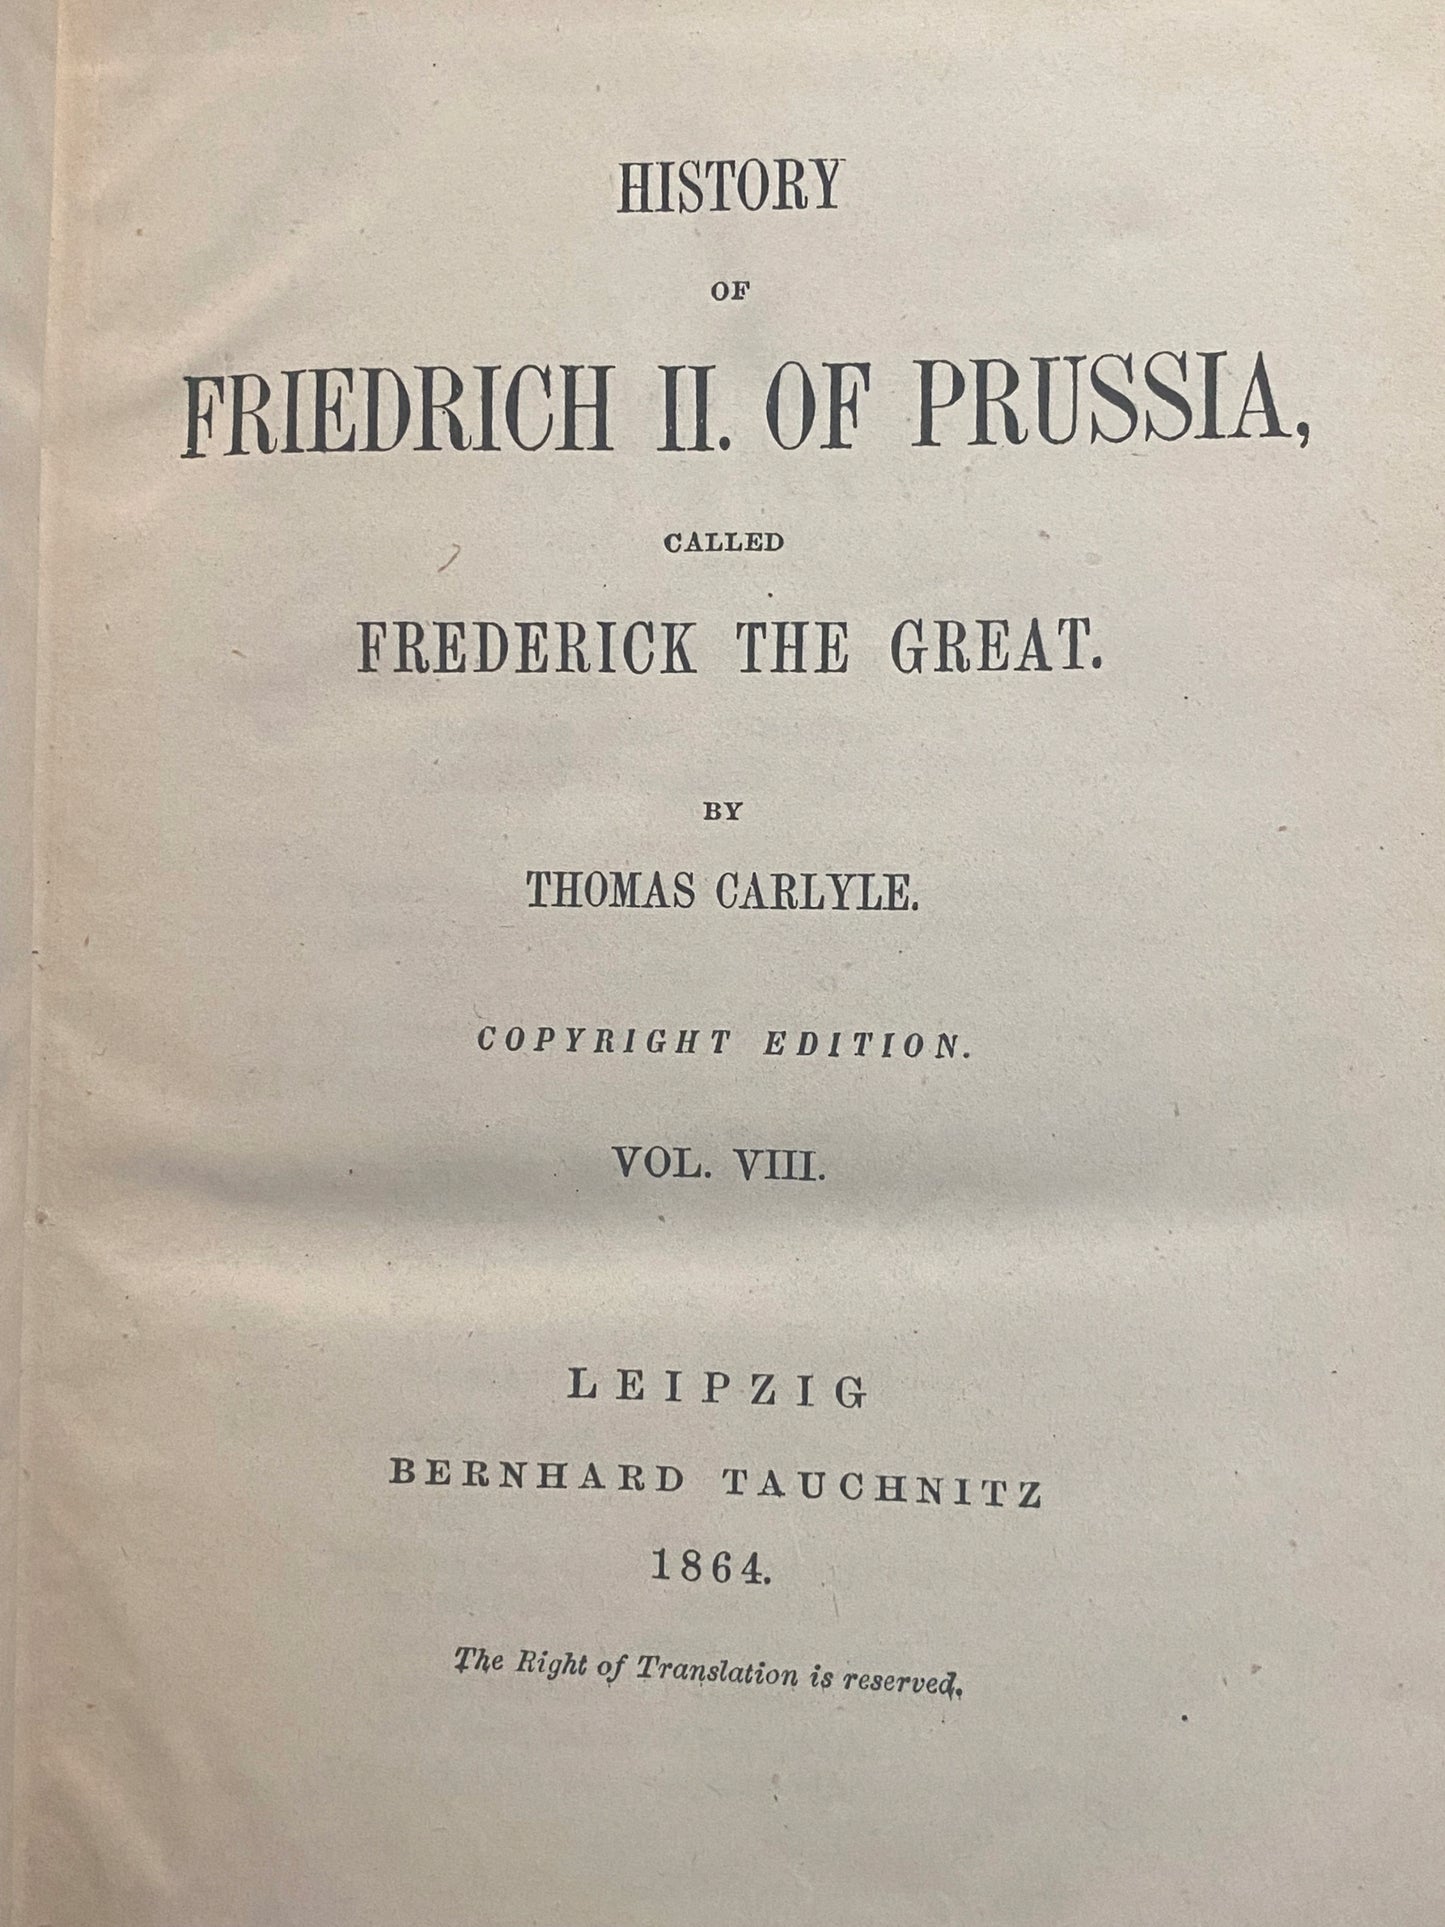 HISTORY
OF
FRIEDRICH II. OF PRUSSIA,
CALLED
FREDERICK THE GREAT.
BY
THOMAS CARLYLE.
COPYRIGHT EDITION.
VOL. VIII.
LEIPZIG
BERNHARD TAUCHNITZ
1864.
The Right of Translation is reserved.